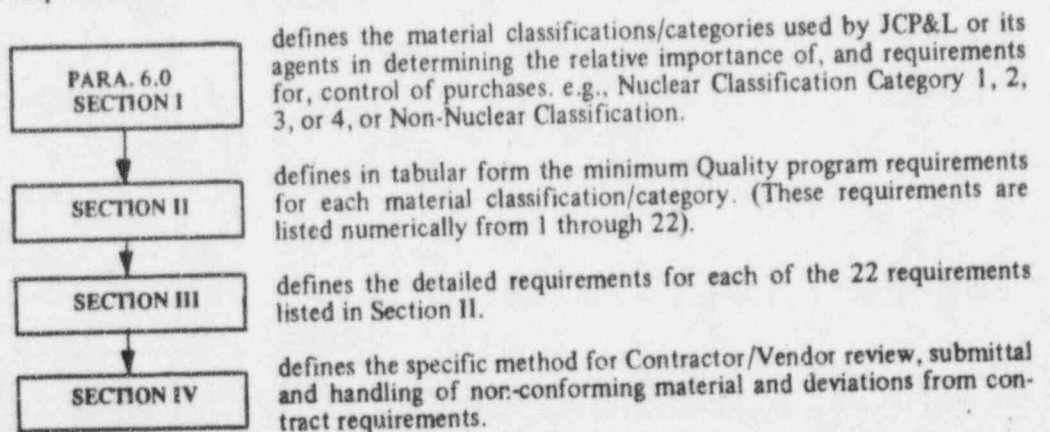 PARA. 6.0
SECTION I
defines the material classifications/categories used by JCP&L or its
agents in determining the relative importance of, and requirements
for, control of purchases. e.g., Nuclear Classification Category 1, 2,
3, or 4, or Non-Nuclear Classification.
SECTION II
defines in tabular form the minimum Quality program requirements
for each material classification/category. (These requirements are
listed numerically from 1 through 22).
SECTION III
defines the detailed requirements for each of the 22 requirements
listed in Section II.
SECTION IV
defines the specific method for Contractor/Vendor review, submittal
and handling of non-conforming material and deviations from con-
tract requirements.